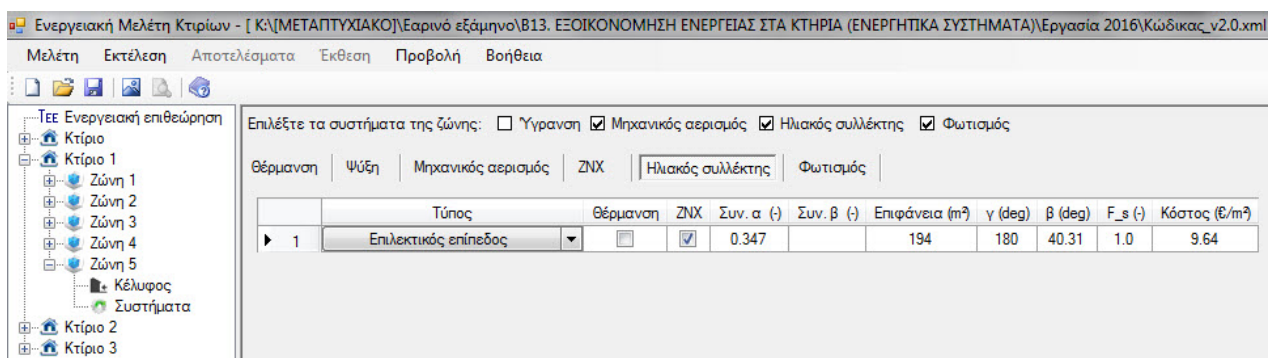 Ενεργειακή Μελέτη Κτιρίων - [ K:\[ΜΕΤΑΠΤΥΧΙΑΚΟ]\Εαρινό εξάμηνο\Β13. ΕΞΟΙΚΟΝΟΜΗΣΗ ΕΝΕΡΓΕΙΑΣ ΣΤΑ ΚΤΗΡΙΑ (ΕΝΕΡΓΗΤΙΚΑ ΣΥΣΤΗΜΑΤΑ)\Εργασία 2016\Κώδικας_v2.0.xml
Μελέτη Εκτέλεση Αποτελέσματα Έκθεση Προβολή Βοήθεια
ΤΕΕ Ενεργειακή επιθεώρηση
Κτίριο
Κτίριο 1
Ζώνη 1
Ζώνη 2
Ζώνη 3
Ζώνη 4
Ζώνη 5
Κέλυφος
Συστήματα
Κτίριο 2
Κτίριο 3
Επιλέξτε τα συστήματα της ζώνης: Ύγρανση Μηχανικός αερισμός Ηλιακός συλλέκτης Φωτισμός
Θέρμανση Ψύξη Μηχανικός αερισμός ΖΝΧ Ηλιακός συλλέκτης Φωτισμός
Τύπος Θέρμανση ΖΝΧ Συν. α (-) Συν. β (-) Επιφάνεια (m²) γ (deg) β (deg) F_s (-) Κόστος (€/m²)
1 Επιλεκτικός επίπεδος 0.347 194 180 40.31 1.0 9.64